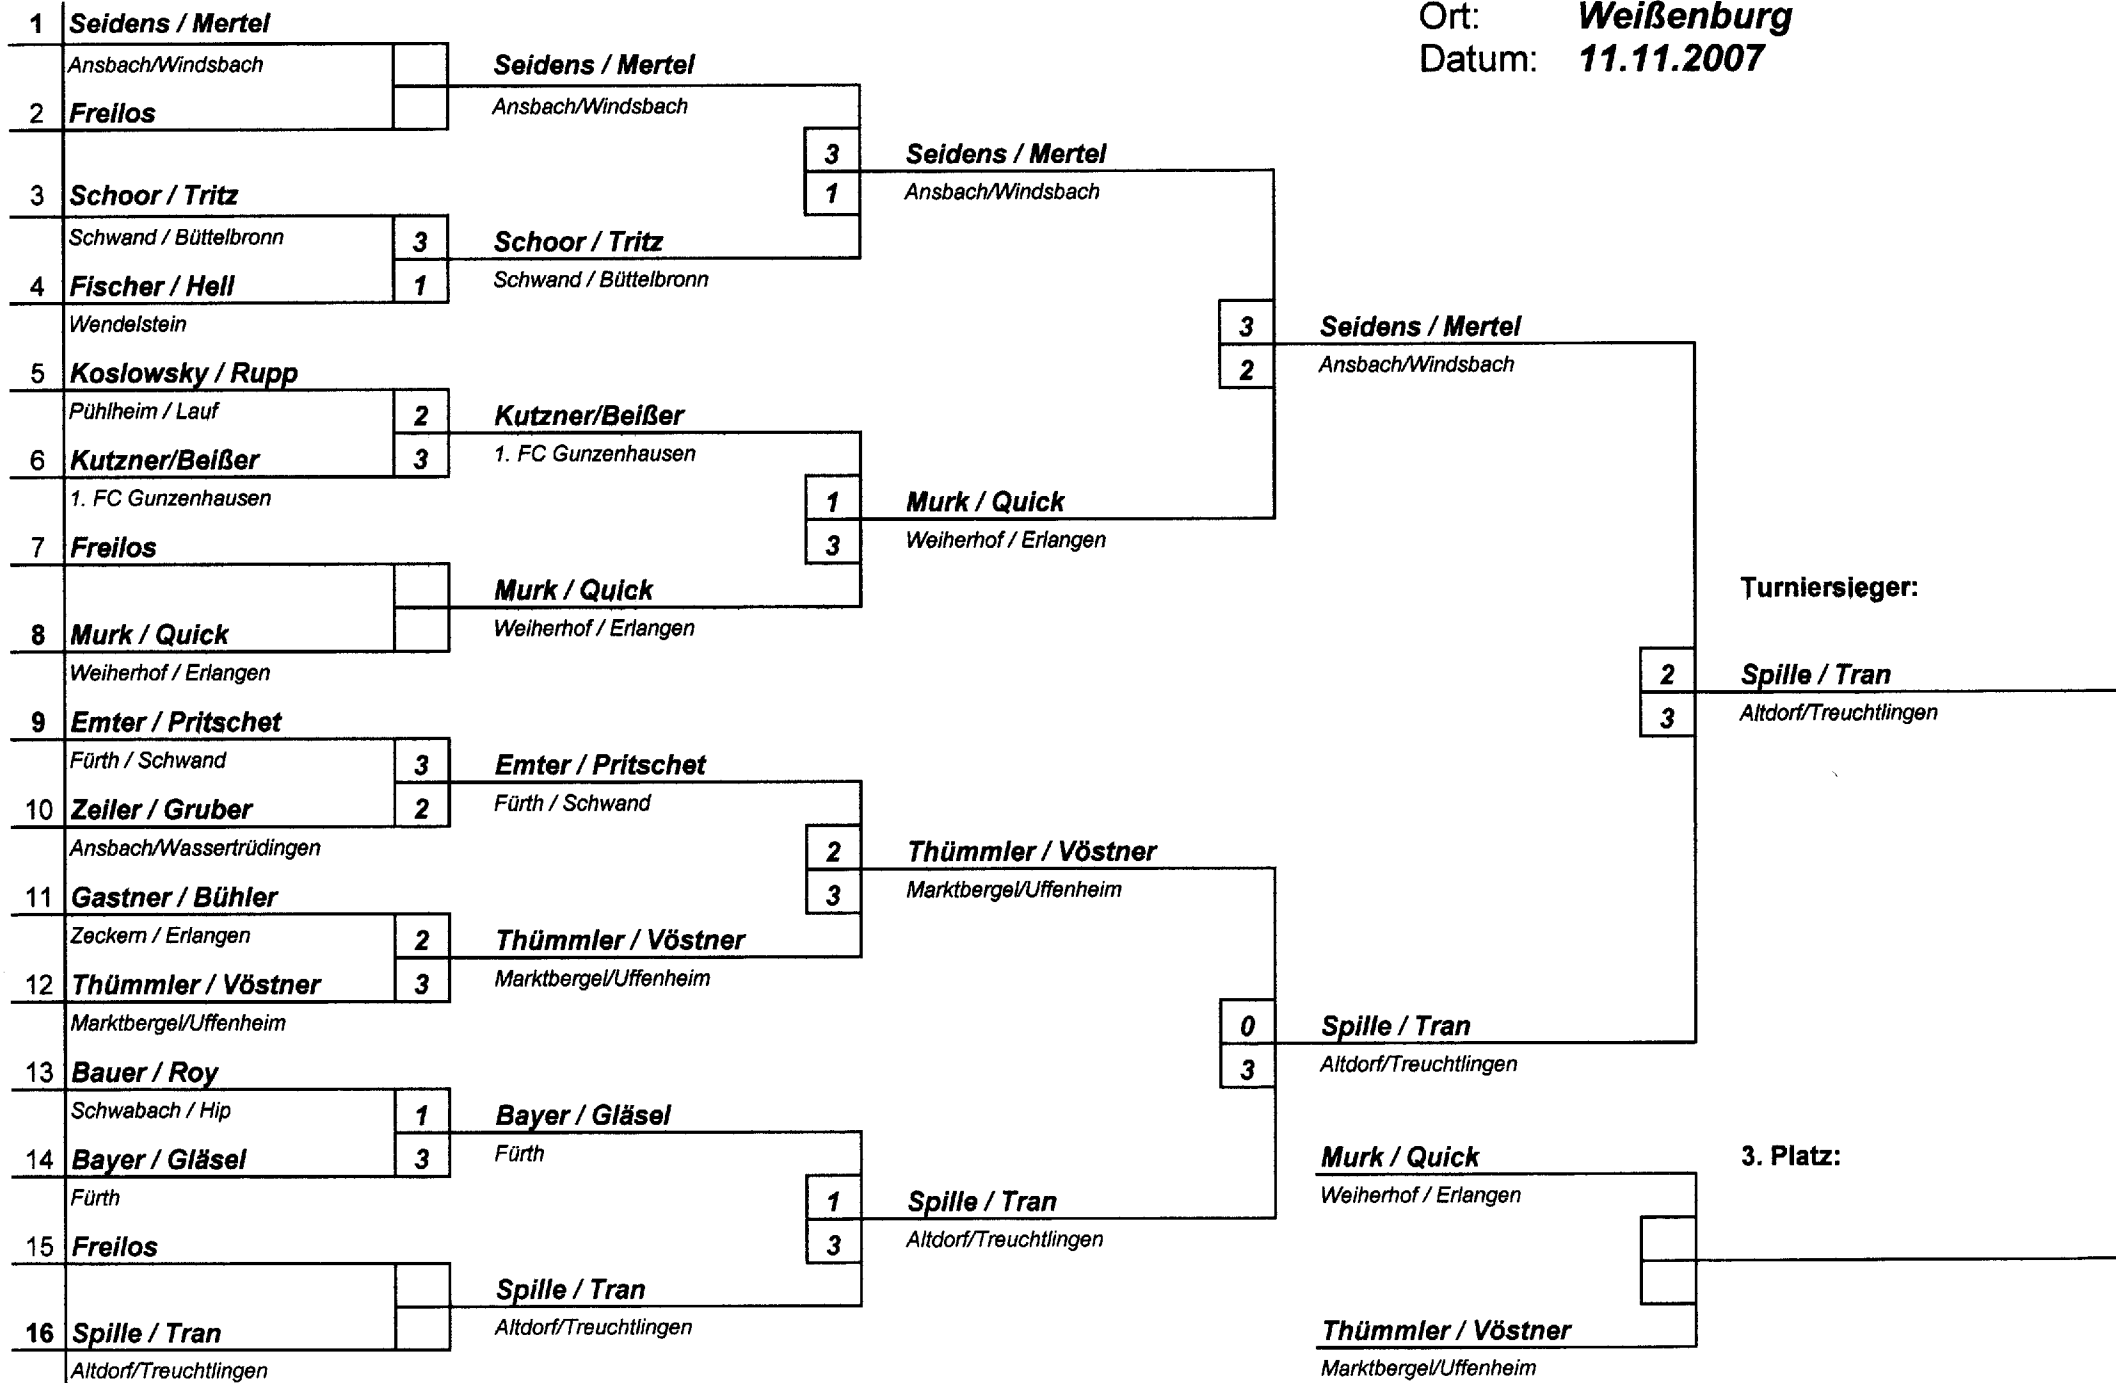 Ort: Weißenburg
Datum: 11.11.2007
1 Seidens / Mertel
Ansbach/Windsbach
2 Freilos
3 Schoor / Tritz
Schwand / Büttelbronn
3
4 Fischer / Hell
1
Wendelstein
5 Koslowsky / Rupp
Pühlheim / Lauf
2
6 Kutzner/Beißer
3
1. FC Gunzenhausen
7 Freilos
8 Murk / Quick
Weiherhof / Erlangen
9 Emter / Pritschet
Fürth / Schwand
3
10 Zeiler / Gruber
2
Ansbach/Wassertrüdingen
11 Gastner / Bühler
Zeckern / Erlangen
2
12 Thümmler / Vöstner
3
Marktbergel/Uffenheim
13 Bauer / Roy
Schwabach / Hip
1
14 Bayer / Gläsel
3
Fürth
15 Freilos
16 Spille / Tran
Altdorf/Treuchtlingen
Seidens / Mertel
Ansbach/Windsbach
3
1
Schoor / Tritz
Schwand / Büttelbronn
Kutzner/Beißer
1. FC Gunzenhausen
1
3
Murk / Quick
Weiherhof / Erlangen
Emter / Pritschet
Fürth / Schwand
2
3
Thümmler / Vöstner
Marktbergel/Uffenheim
Bayer / Gläsel
Fürth
1
3
Spille / Tran
Altdorf/Treuchtlingen
Seidens / Mertel
Ansbach/Windsbach
3
2
Murk / Quick
Weiherhof / Erlangen
Thümmler / Vöstner
Marktbergel/Uffenheim
0
3
Spille / Tran
Altdorf/Treuchtlingen
Seidens / Mertel
Ansbach/Windsbach
2
3
Spille / Tran
Altdorf/Treuchtlingen
Turniersieger:
Spille / Tran
Altdorf/Treuchtlingen
Murk / Quick
Weiherhof / Erlangen
3. Platz:
Thümmler / Vöstner
Marktbergel/Uffenheim